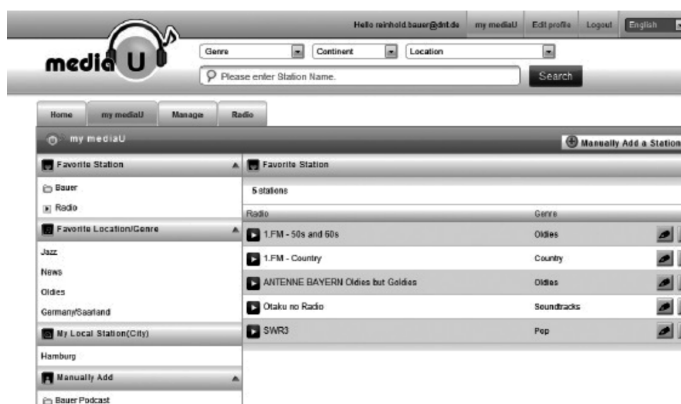 Hello reinhold.bauer@dnt.de my mediaU Edit profile Logout English
media U
Genre Continent Location
Please enter Station Name. Search
Home my mediaU Manage Radio
my mediaU
Manually Add a Station
Favorite Station
Bauer
Radio
Favorite Location/Genre
Jazz
News
Oldies
Germany/Saarland
My Local Station(City)
Hamburg
Manually Add
Bauer Podcast
Favorite Station
5 stations
Radio Genre
1.FM - 50s and 60s Oldies
1.FM - Country Country
ANTENNE BAYERN Oldies but Goldies Oldies
Otaku no Radio Soundtracks
SWR3 Pop